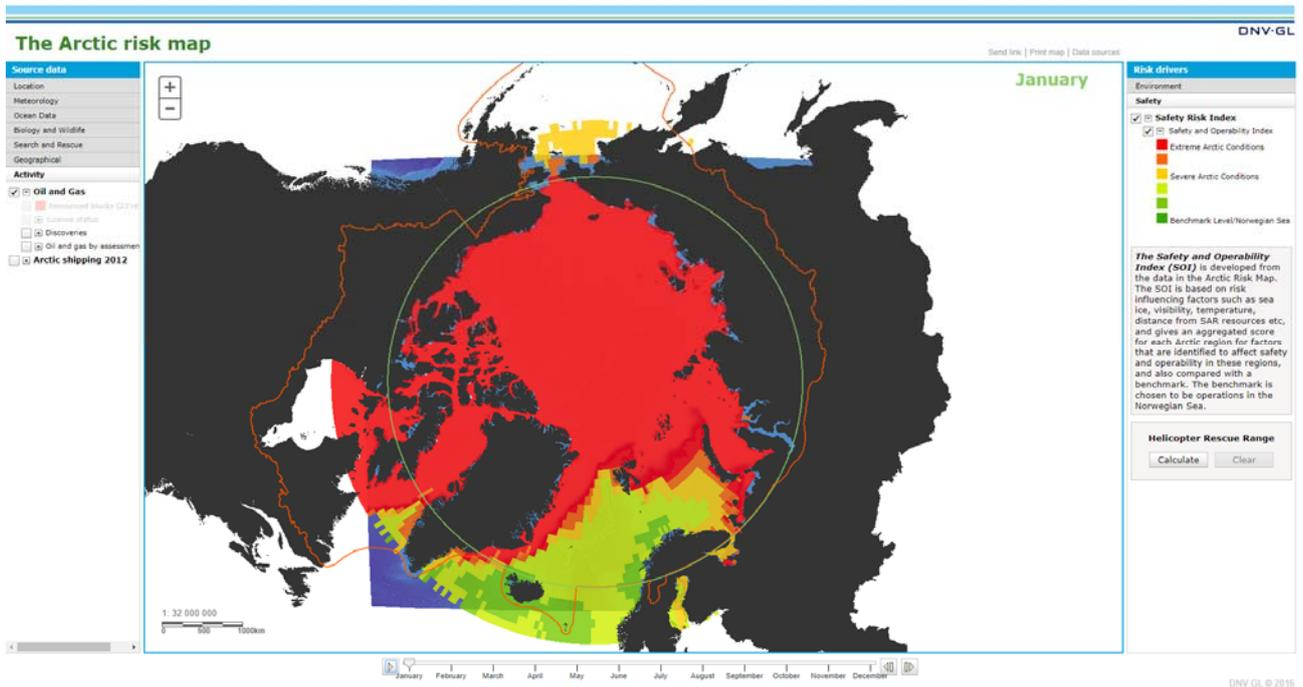 DNV·GL
The Arctic risk map
Send link | Print map | Data sources
Source data
Location
Meteorology
Ocean Data
Biology and Wildlife
Search and Rescue
Geographical
Activity
Oil and Gas
License status
Discoveries
Oil and gas by assessmen
Arctic shipping 2012
+
−
January
1: 32 000 000
0 500 1000km
January February March April May June July August September October November December
Risk drivers
Environment
Safety
Safety Risk Index
Safety and Operability Index
Extreme Arctic Conditions
Severe Arctic Conditions
Benchmark Level/Norwegian Sea
The Safety and Operability
Index (SOI) is developed from
the data in the Arctic Risk Map.
The SOI is based on risk
influencing factors such as sea
ice, visibility, temperature,
distance from SAR resources etc,
and gives an aggregated score
for each Arctic region for factors
that are identified to affect safety
and operability in these regions,
and also compared with a
benchmark. The benchmark is
chosen to be operations in the
Norwegian Sea.
Helicopter Rescue Range
Calculate Clear
DNV GL © 2016